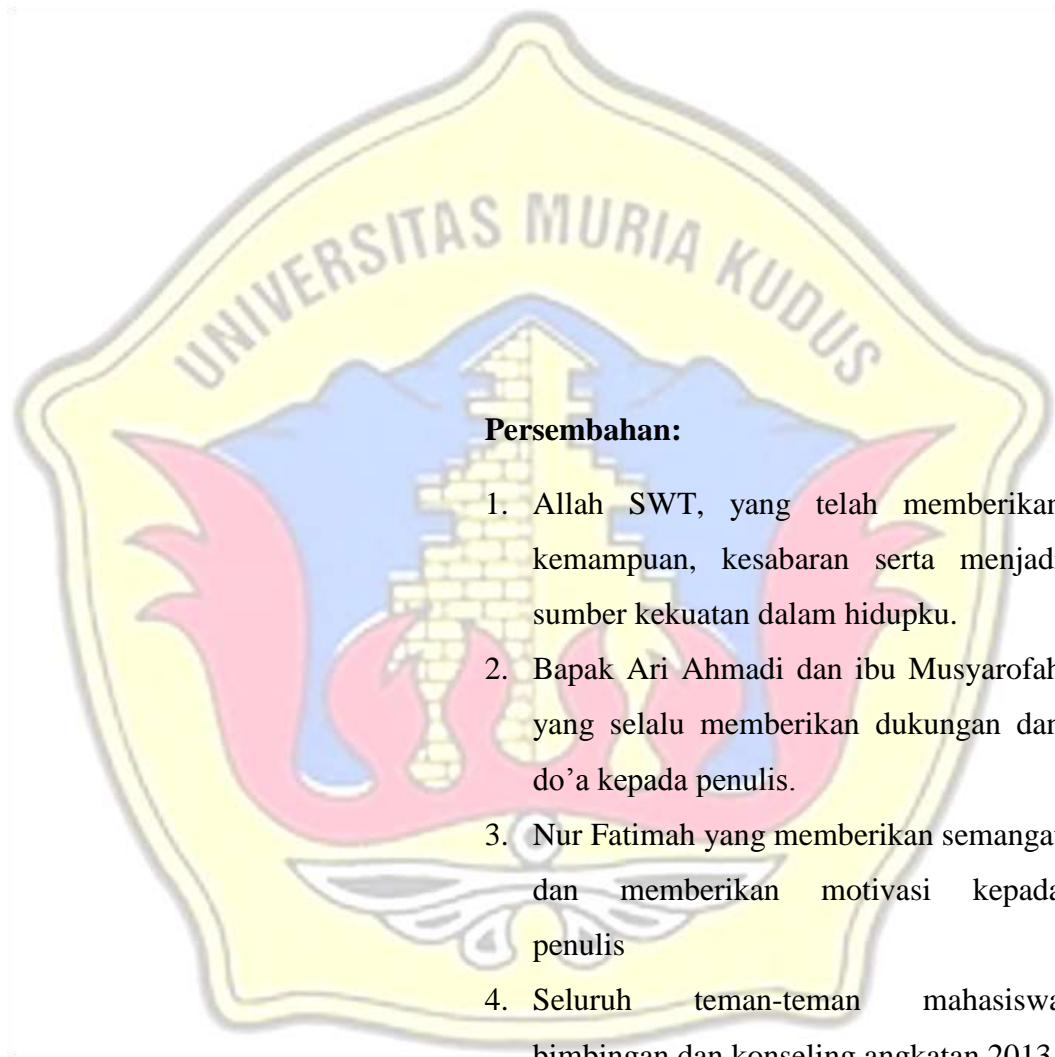 UNIVERSITAS MURIA KUDUS
Persembahan:
1. Allah SWT, yang telah memberikan
kemampuan, kesabaran serta menjadi
sumber kekuatan dalam hidupku.
2. Bapak Ari Ahmadi dan ibu Musyarofah
yang selalu memberikan dukungan dan
do’a kepada penulis.
3. Nur Fatimah yang memberikan semangat
dan memberikan motivasi kepada
penulis
4. Seluruh teman-teman mahasiswa
bimbingan dan konseling angkatan 2013